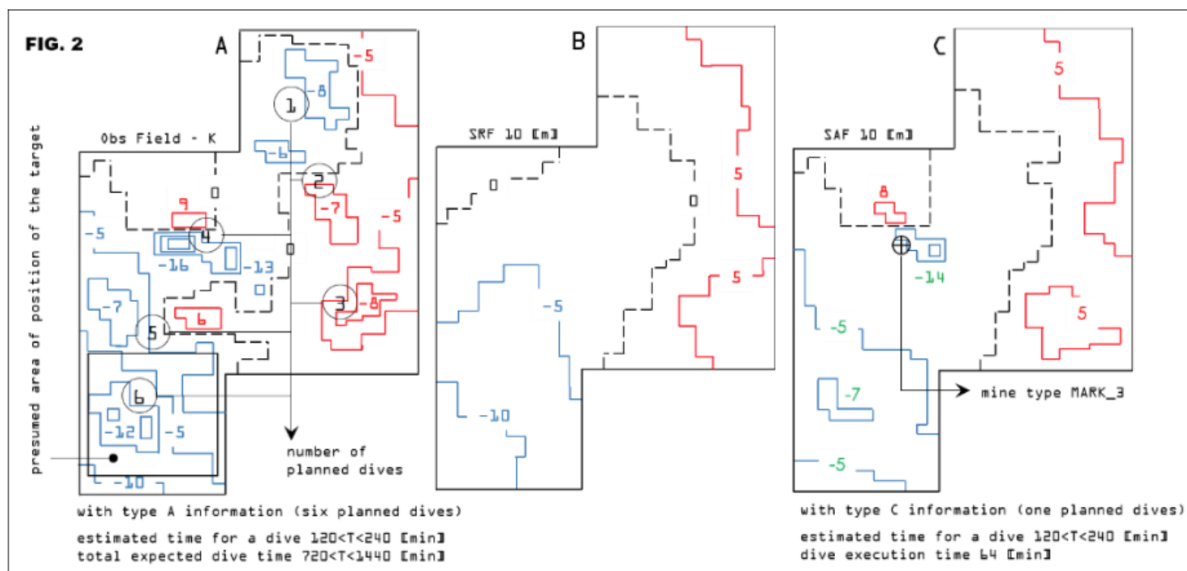 FIG. 2
A
B
C
-5
-8
1
Obs Field - K
SRF 10 [m]
SAF 10 [m]
-6
2
5
5
9
8
-7
-5
-5
4
-16
-13
-14
-7
3
-8
6
5
5
-5
5
-5
6
-7
-12
-5
-10
mine type MARK_3
-10
-5
presumed area of position of the target
number of
planned dives
with type A information (six planned dives)
estimated time for a dive 120<T<240 [min]
total expected dive time 720<T<1440 [min]
with type C information (one planned dives)
estimated time for a dive 120<T<240 [min]
dive execution time 64 [min]